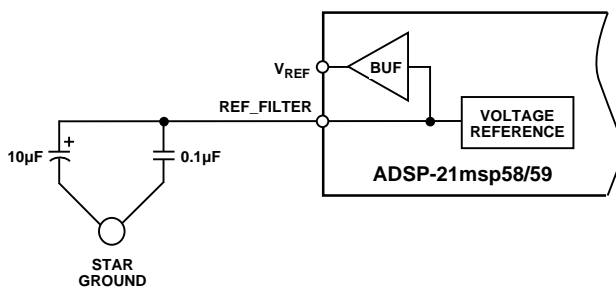 V_REF
BUF
REF_FILTER
VOLTAGE
REFERENCE
10µF
+
0.1µF
ADSP-21msp58/59
STAR
GROUND